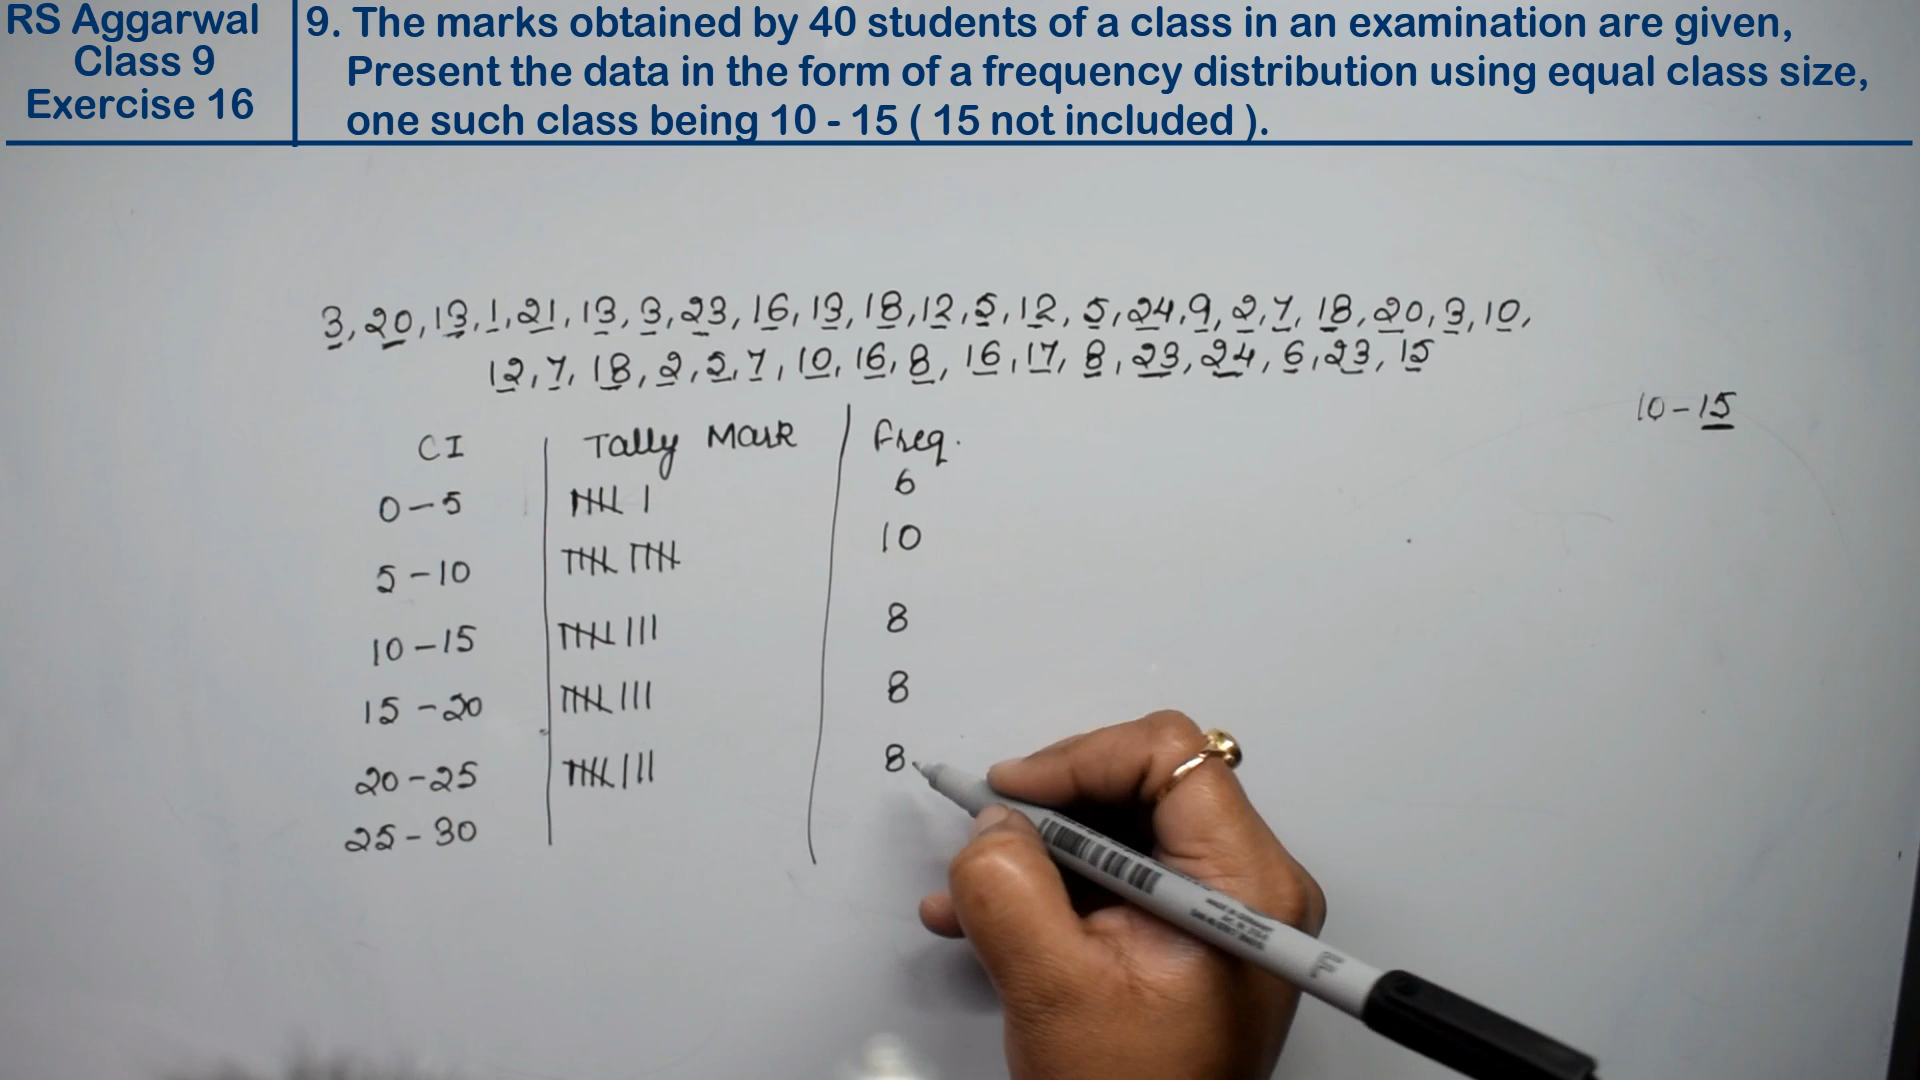 RS Aggarwal
Class 9
Exercise 16
9. The marks obtained by 40 students of a class in an examination are given,
Present the data in the form of a frequency distribution using equal class size,
one such class being 10 - 15 ( 15 not included ).
3, 20, 13, 1, 21, 13, 3, 23, 16, 13, 18, 12, 5, 12, 5, 24, 9, 2, 7, 18, 20, 3, 10,
12, 7, 18, 2, 5, 7, 10, 16, 8, 16, 17, 8, 23, 24, 6, 23, 15
10-15
CI Tally Mark Freq.
0-5 6
5-10 10
10-15 8
15-20 8
20-25 8
25-30